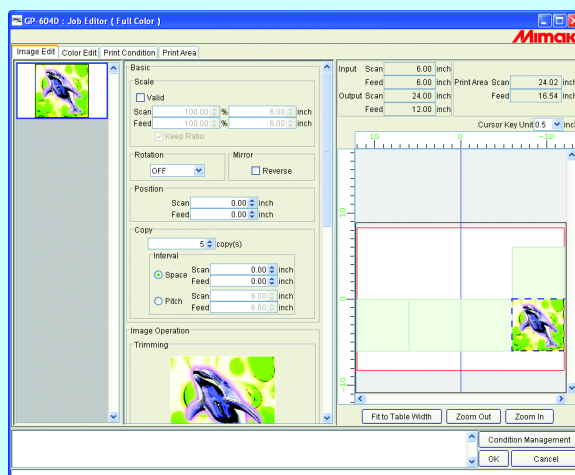 GP-604D : Job Editor ( Full Color )
Mimaki
Image Edit Color Edit Print Condition Print Area
Basic
Scale
Valid
Scan 100.00 % 6.00 inch
Feed 100.00 % 6.00 inch
Keep Ratio
Rotation
OFF
Mirror
Reverse
Position
Scan 0.00 inch
Feed 0.00 inch
Copy
5 copy(s)
Interval
Space
Scan 0.00 inch
Feed 0.00 inch
Pitch
Scan 6.00 inch
Feed 6.00 inch
Image Operation
Trimming
Input Scan 6.00 inch
Feed 6.00 inch
Output Scan 24.00 inch
Feed 12.00 inch
Print Area Scan 24.02 inch
Feed 16.54 inch
Cursor Key Unit 0.5 inc
10 0 -10
0
0
-10
Fit to Table Width Zoom Out Zoom In
Condition Management
OK Cancel